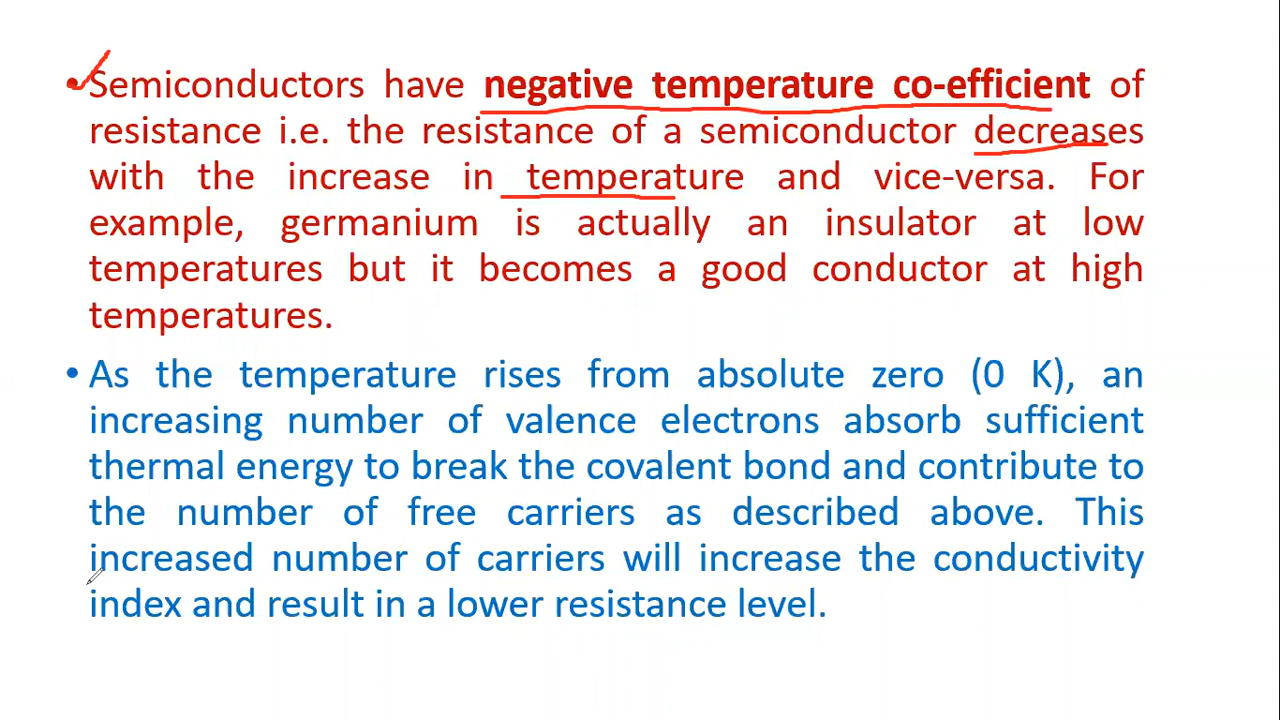 • Semiconductors have negative temperature co-efficient of
resistance i.e. the resistance of a semiconductor decreases
with the increase in temperature and vice-versa. For
example, germanium is actually an insulator at low
temperatures but it becomes a good conductor at high
temperatures.
• As the temperature rises from absolute zero (0 K), an
increasing number of valence electrons absorb sufficient
thermal energy to break the covalent bond and contribute to
the number of free carriers as described above. This
increased number of carriers will increase the conductivity
index and result in a lower resistance level.